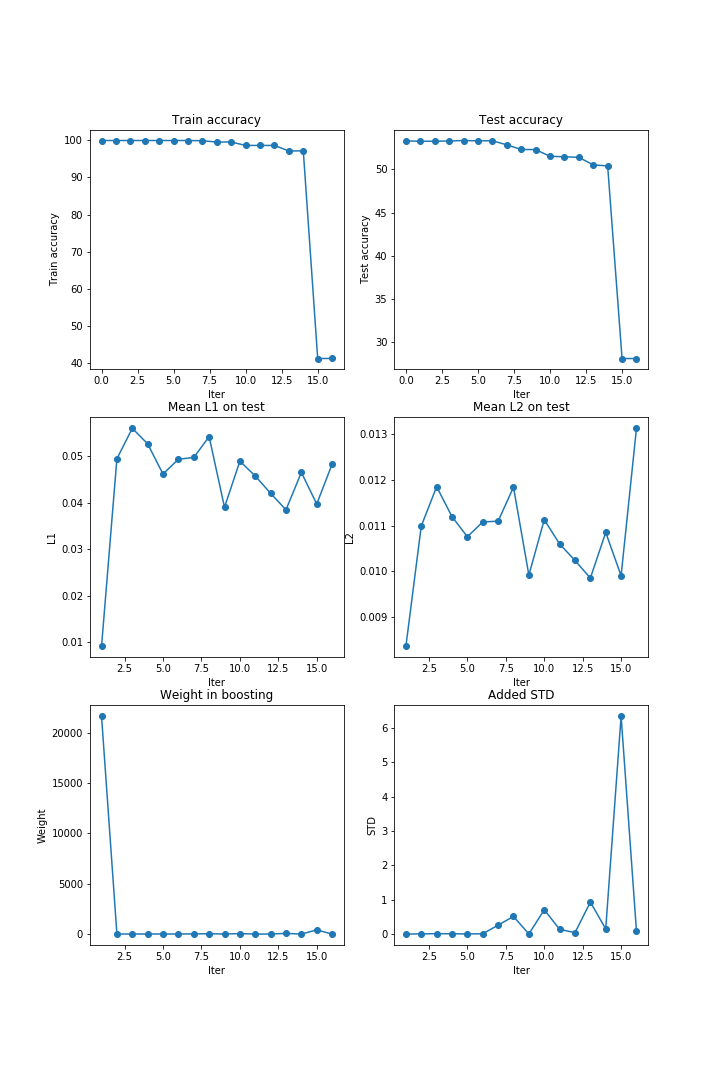 Train accuracy
Train accuracy
100
90
80
70
60
50
40
0.0 2.5 5.0 7.5 10.0 12.5 15.0
Iter
Test accuracy
Test accuracy
50
45
40
35
30
0.0 2.5 5.0 7.5 10.0 12.5 15.0
Iter
Mean L1 on test
L1
0.05
0.04
0.03
0.02
0.01
2.5 5.0 7.5 10.0 12.5 15.0
Iter
Mean L2 on test
L2
0.013
0.012
0.011
0.010
0.009
2.5 5.0 7.5 10.0 12.5 15.0
Iter
Weight in boosting
Weight
20000
15000
10000
5000
0
2.5 5.0 7.5 10.0 12.5 15.0
Iter
Added STD
STD
6
5
4
3
2
1
0
2.5 5.0 7.5 10.0 12.5 15.0
Iter